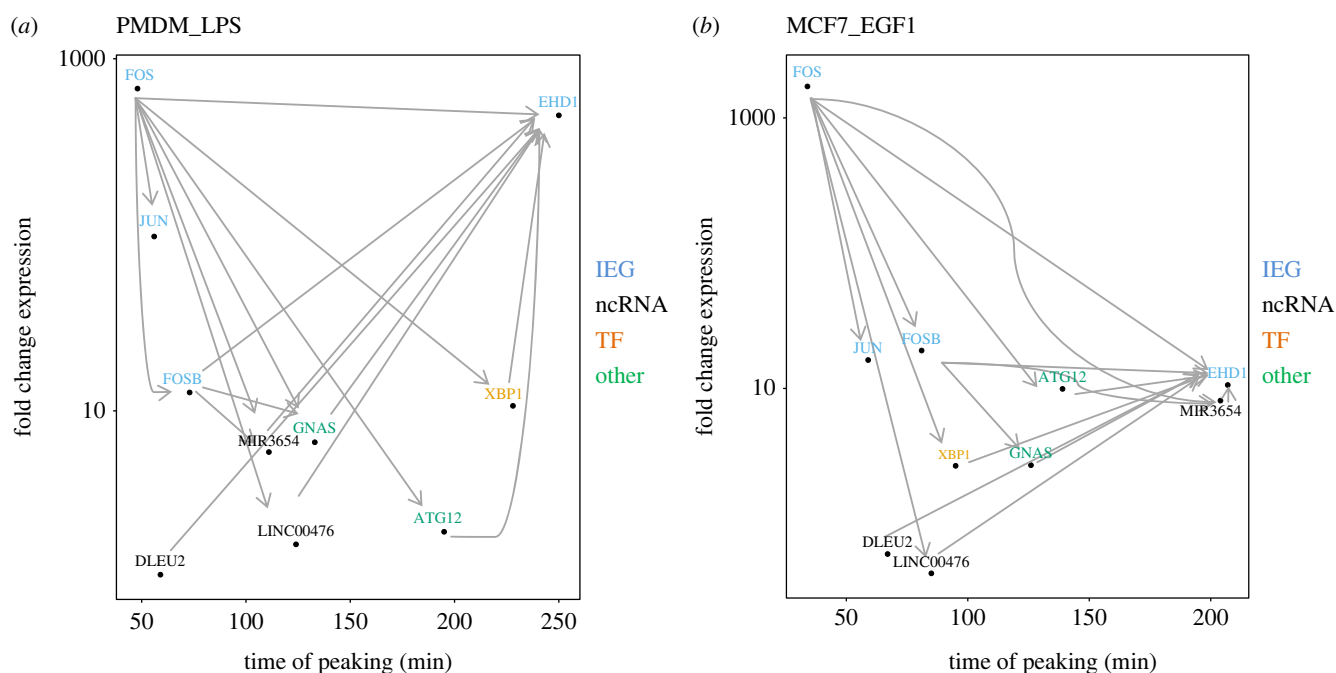 (a) PMDM_LPS
1000
FOS
EHD1
JUN
fold change expression
FOSB
10
XBP1
GNAS
MIR3654
ATG12
LINC00476
DLEU2
50 100 150 200 250
time of peaking (min)
IEG
ncRNA
TF
other
(b) MCF7_EGF1
FOS
1000
fold change expression
JUN
FOSB
10
ATG12
EHD1
MIR3654
XBP1
GNAS
DLEU2
LINC00476
50 100 150 200
time of peaking (min)
IEG
ncRNA
TF
other